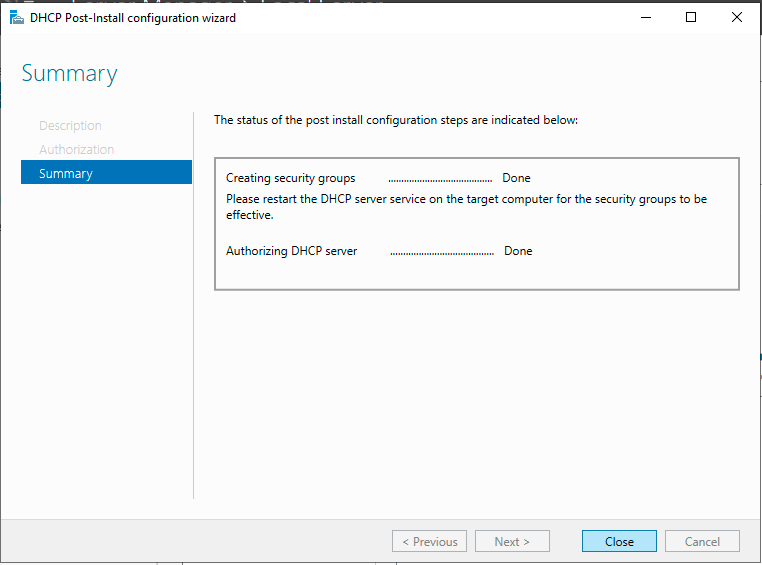 DHCP Post-Install configuration wizard
Summary
Description
Authorization
Summary
The status of the post install configuration steps are indicated below:
Creating security groups ........................................ Done
Please restart the DHCP server service on the target computer for the security groups to be
effective.
Authorizing DHCP server ........................................ Done
< Previous
Next >
Close
Cancel